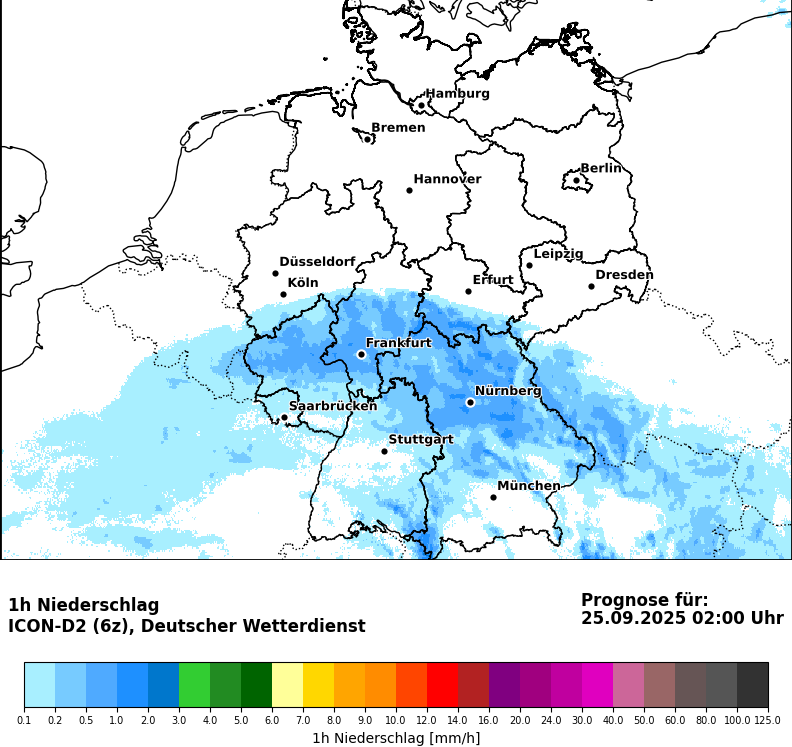 Hamburg
Bremen
Berlin
Hannover
Leipzig
Düsseldorf
Dresden
Köln
Erfurt
Frankfurt
Nürnberg
Saarbrücken
Stuttgart
München
1h Niederschlag
ICON-D2 (6z), Deutscher Wetterdienst
Prognose für:
25.09.2025 02:00 Uhr
0.1 0.2 0.5 1.0 2.0 3.0 4.0 5.0 6.0 7.0 8.0 9.0 10.0 12.0 14.0 16.0 20.0 24.0 30.0 40.0 50.0 60.0 80.0 100.0 125.0
1h Niederschlag [mm/h]